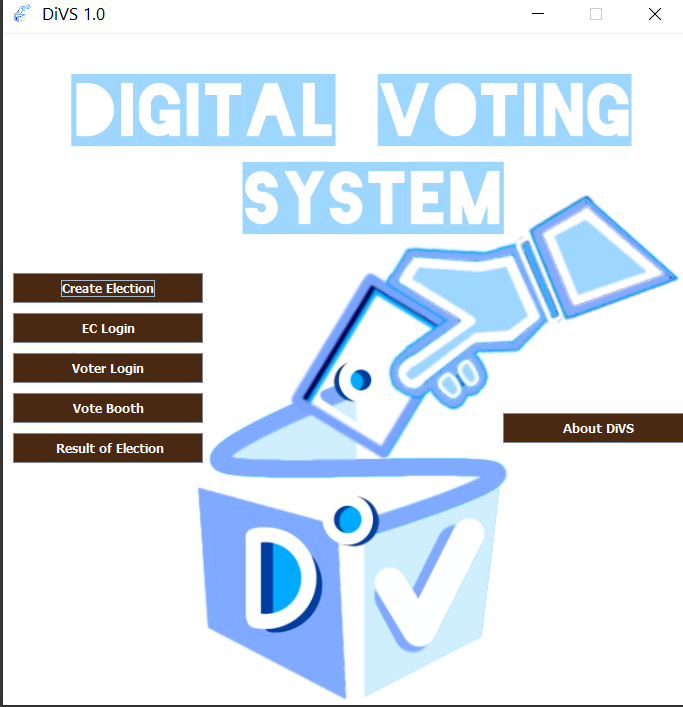 DiVS 1.0
DIGITAL VOTING
SYSTEM
Create Election
EC Login
Voter Login
Vote Booth
Result of Election
About DiVS
DiV